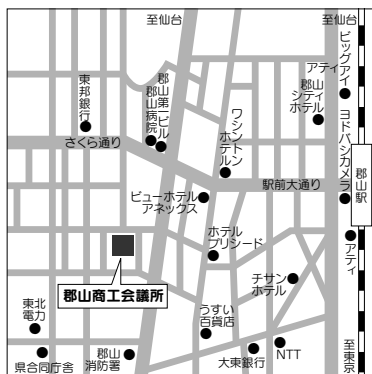 至仙台
至仙台
ビッグアイ
アティ
東邦銀行
郡山第一ビル
郡山病院
郡山
シティ
ホテル
ワシントン
ホテル
ヨドバシカメラ
さくら通り
郡山駅
駅前大通り
ビューホテル
アネックス
ホテル
プリシード
アティ
郡山商工会議所
チサン
ホテル
東北
電力
うすい
百貨店
県合同庁舎
郡山
消防署
大東銀行
NTT
至東京